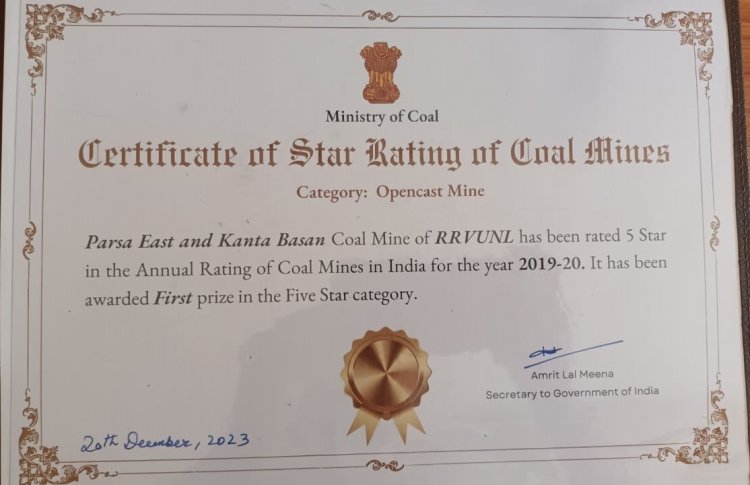 Ministry of Coal
Certificate of Star Rating of Coal Mines
Category: Opencast Mine
Parsa East and Kanta Basan Coal Mine of RRVUNL has been rated 5 Star
in the Annual Rating of Coal Mines in India for the year 2019-20. It has been
awarded First prize in the Five Star category.
Amrit Lal Meena
Secretary to Government of India
20th December, 2023